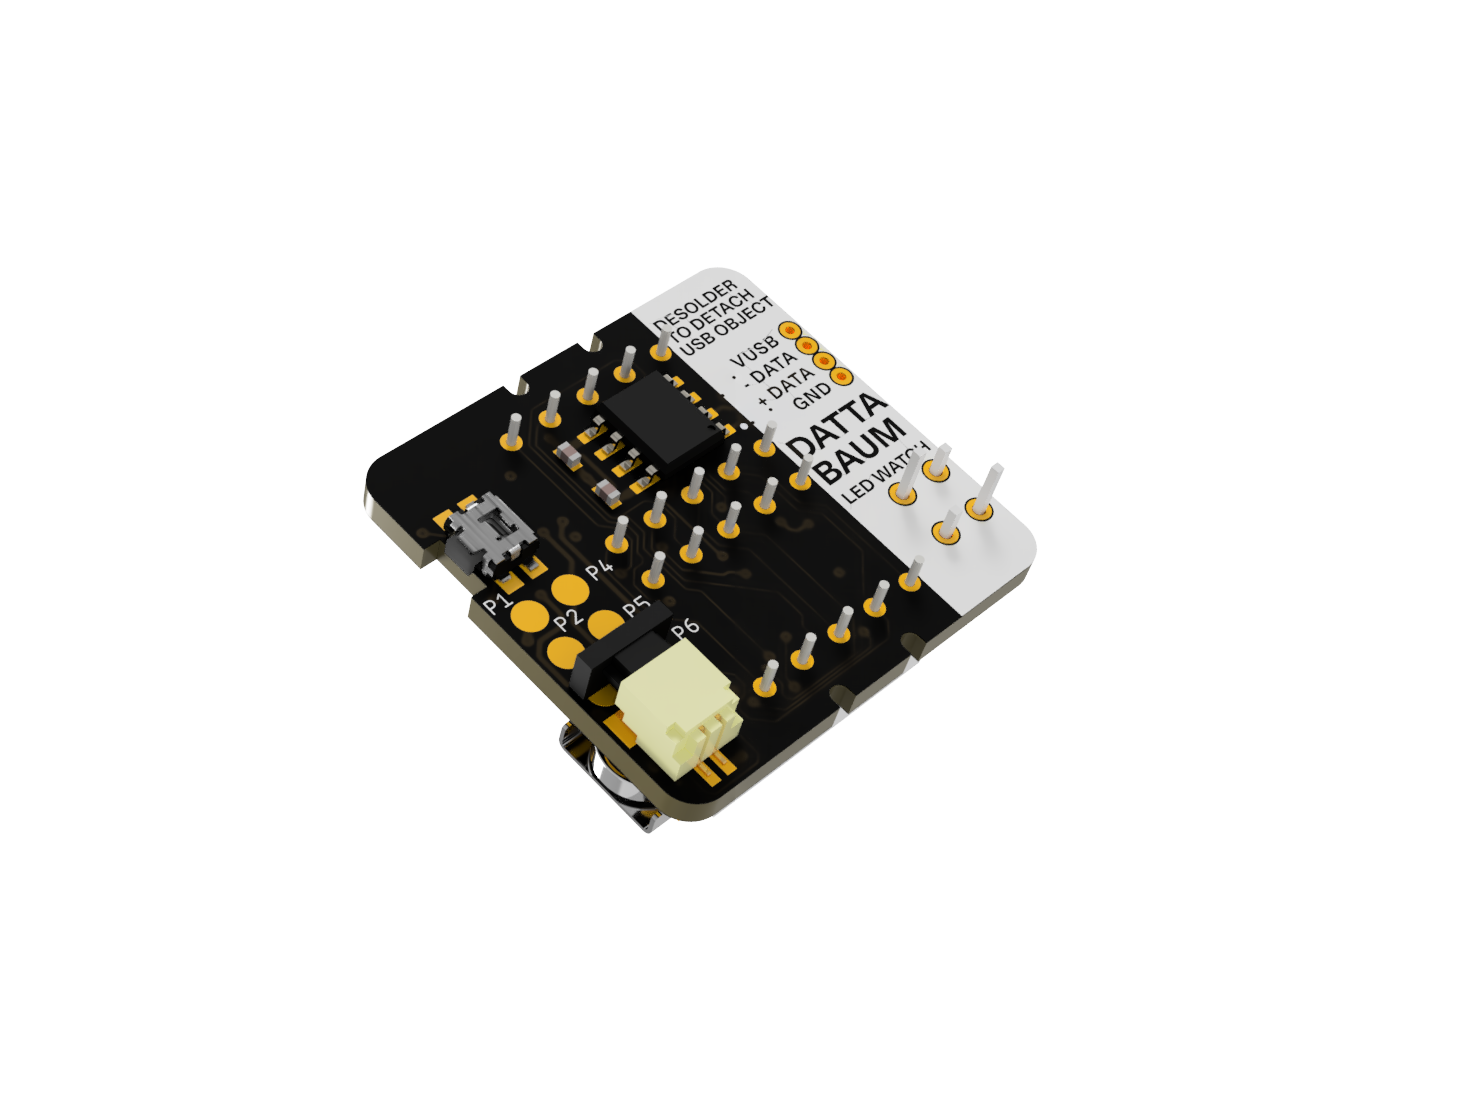 DESOLDER
TO DETACH
USB OBJECT
VUSB
- DATA
+ DATA
GND
DATTA
BAUM
LED WATCH
P4
P1
P5
P2
P6